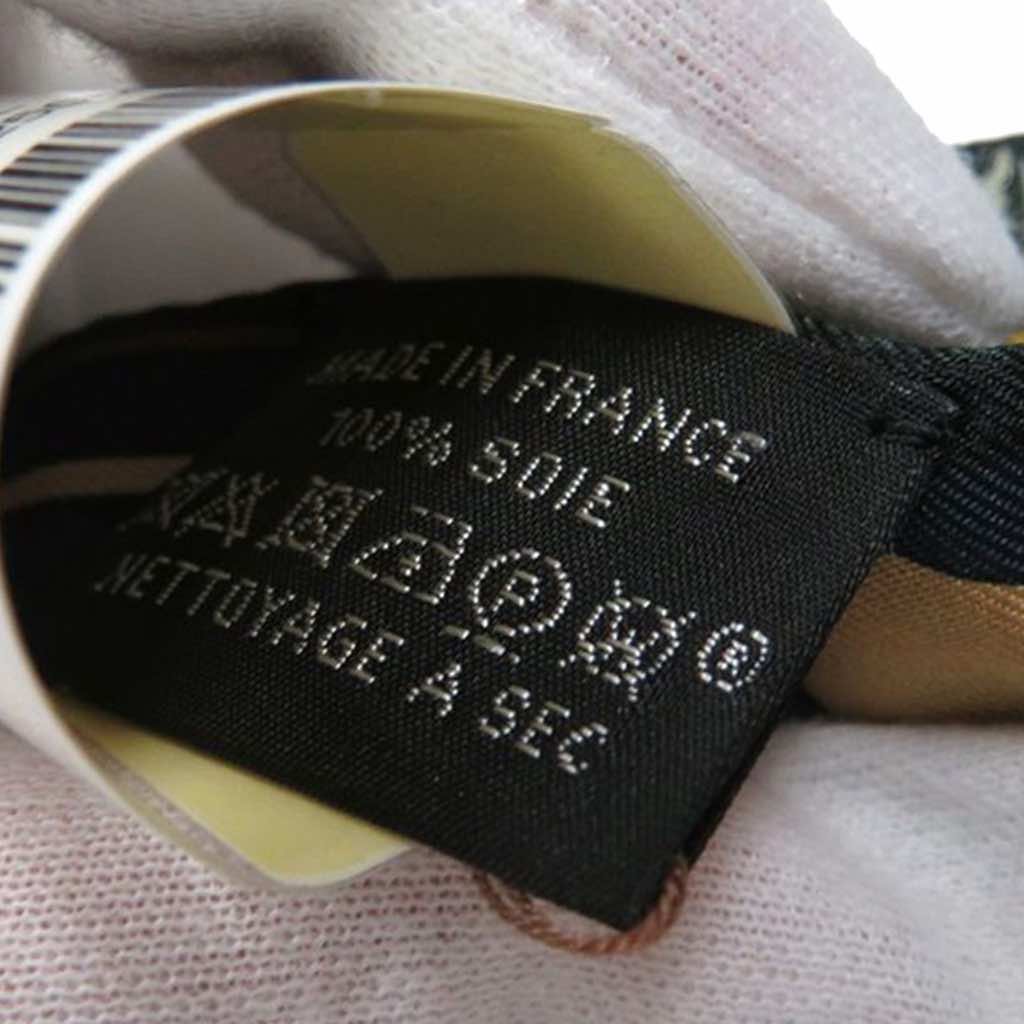 MADE IN FRANCE
100% SOIE
P W ®
NETTOYAGE A SEC